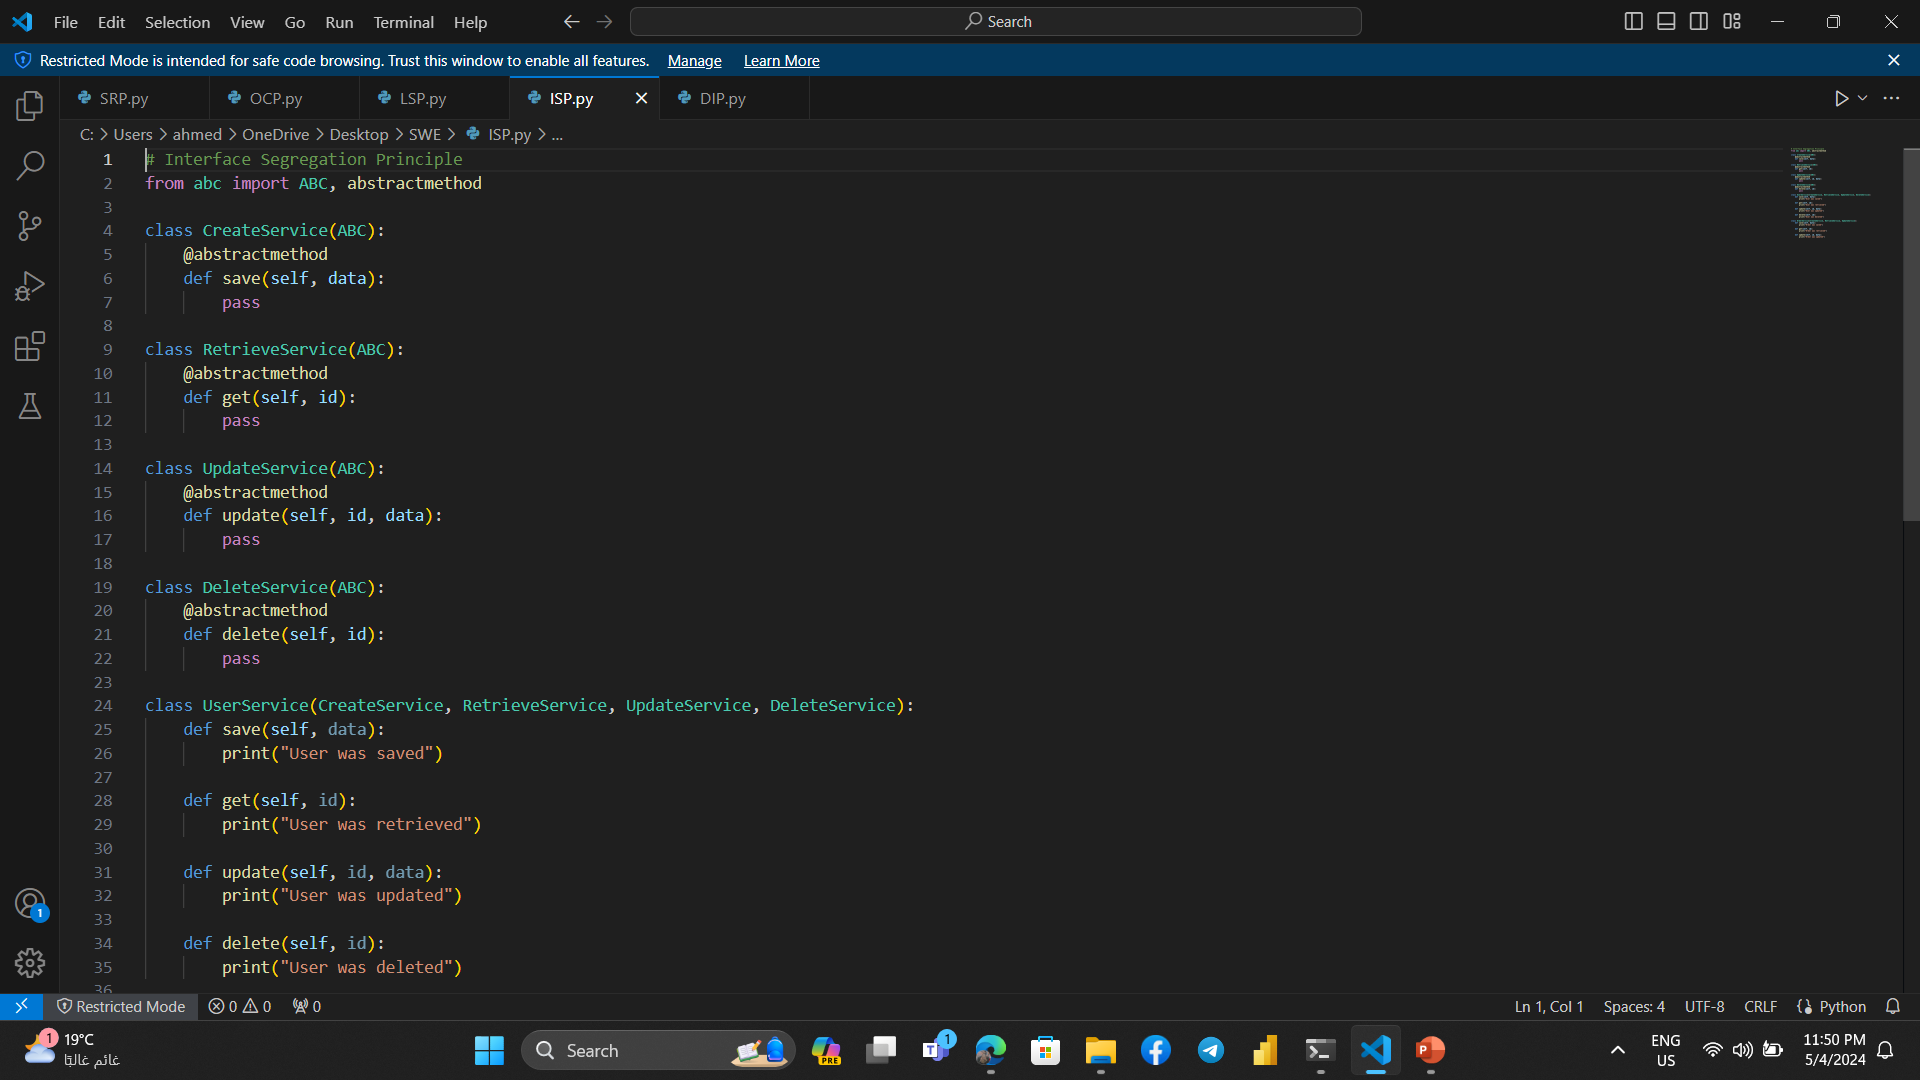 File Edit Selection View Go Run Terminal Help Search
Restricted Mode is intended for safe code browsing. Trust this window to enable all features. Manage Learn More
SRP.py OCP.py LSP.py ISP.py DIP.py
C: > Users > ahmed > OneDrive > Desktop > SWE > ISP.py > ...
1 # Interface Segregation Principle
2 from abc import ABC, abstractmethod
3
4 class CreateService(ABC):
5 @abstractmethod
6 def save(self, data):
7 pass
8
9 class RetrieveService(ABC):
10 @abstractmethod
11 def get(self, id):
12 pass
13
14 class UpdateService(ABC):
15 @abstractmethod
16 def update(self, id, data):
17 pass
18
19 class DeleteService(ABC):
20 @abstractmethod
21 def delete(self, id):
22 pass
23
24 class UserService(CreateService, RetrieveService, UpdateService, DeleteService):
25 def save(self, data):
26 print("User was saved")
27
28 def get(self, id):
29 print("User was retrieved")
30
31 def update(self, id, data):
32 print("User was updated")
33
34 def delete(self, id):
35 print("User was deleted")
36
1
Restricted Mode 0 0 0 Ln 1, Col 1 Spaces: 4 UTF-8 CRLF Python
1 19°C
غائم غالبًا
Search PRE 1
ENG
US
11:50 PM
5/4/2024